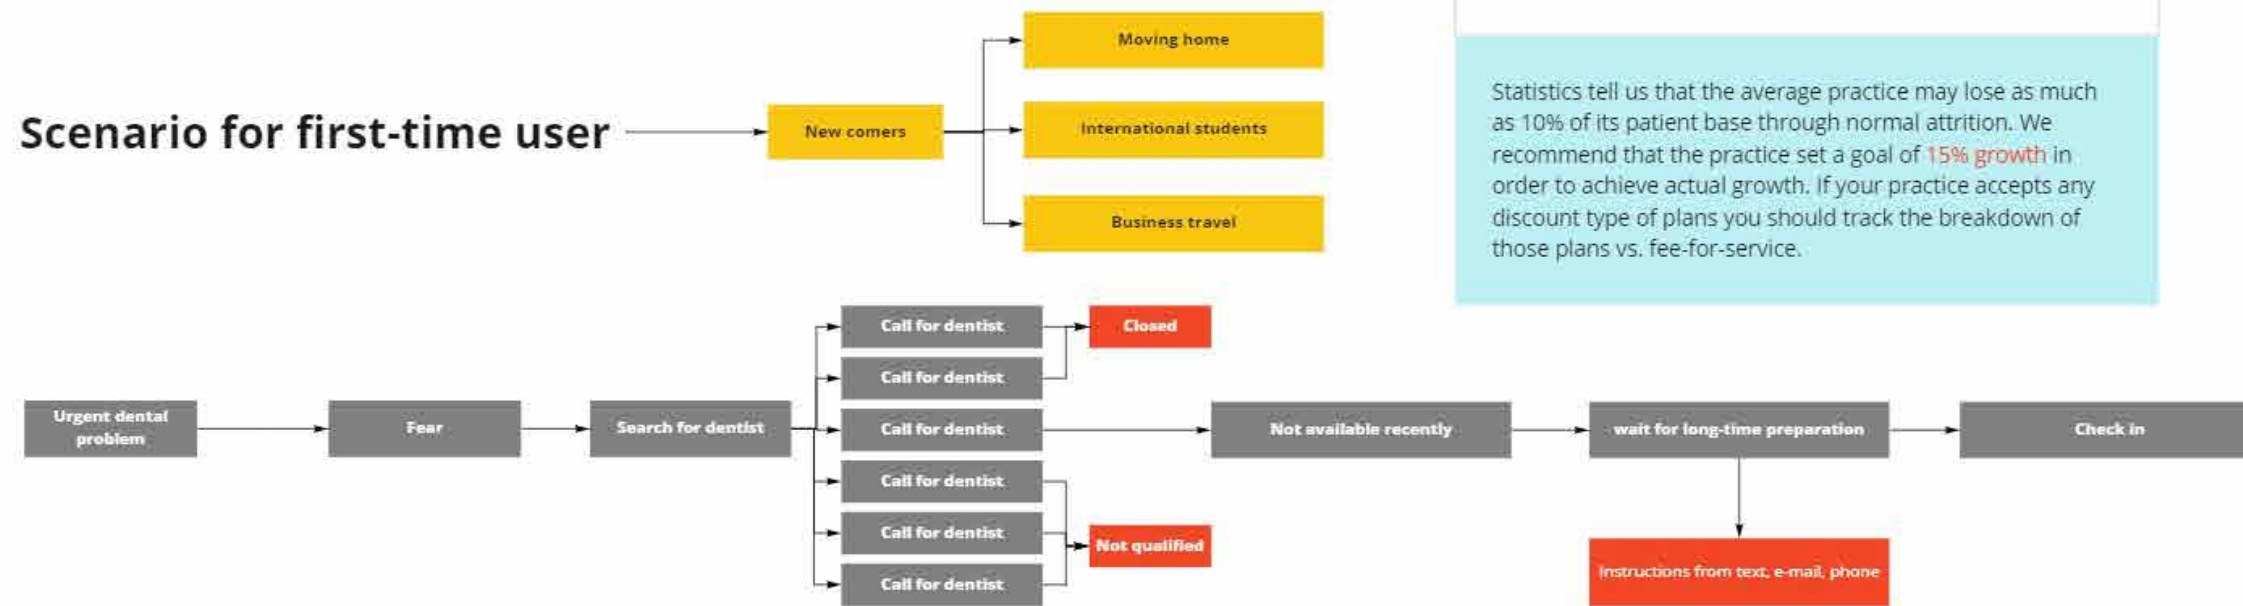 Scenario for first-time user
New comers
Moving home
International students
Business travel
Statistics tell us that the average practice may lose as much
as 10% of its patient base through normal attrition. We
recommend that the practice set a goal of 15% growth in
order to achieve actual growth. If your practice accepts any
discount type of plans you should track the breakdown of
those plans vs. fee-for-service.
Urgent dental
problem
Fear
Search for dentist
Call for dentist
Call for dentist
Call for dentist
Call for dentist
Call for dentist
Call for dentist
Closed
Not qualified
Not available recently
wait for long-time preparation
Check in
Instructions from text, e-mail, phone